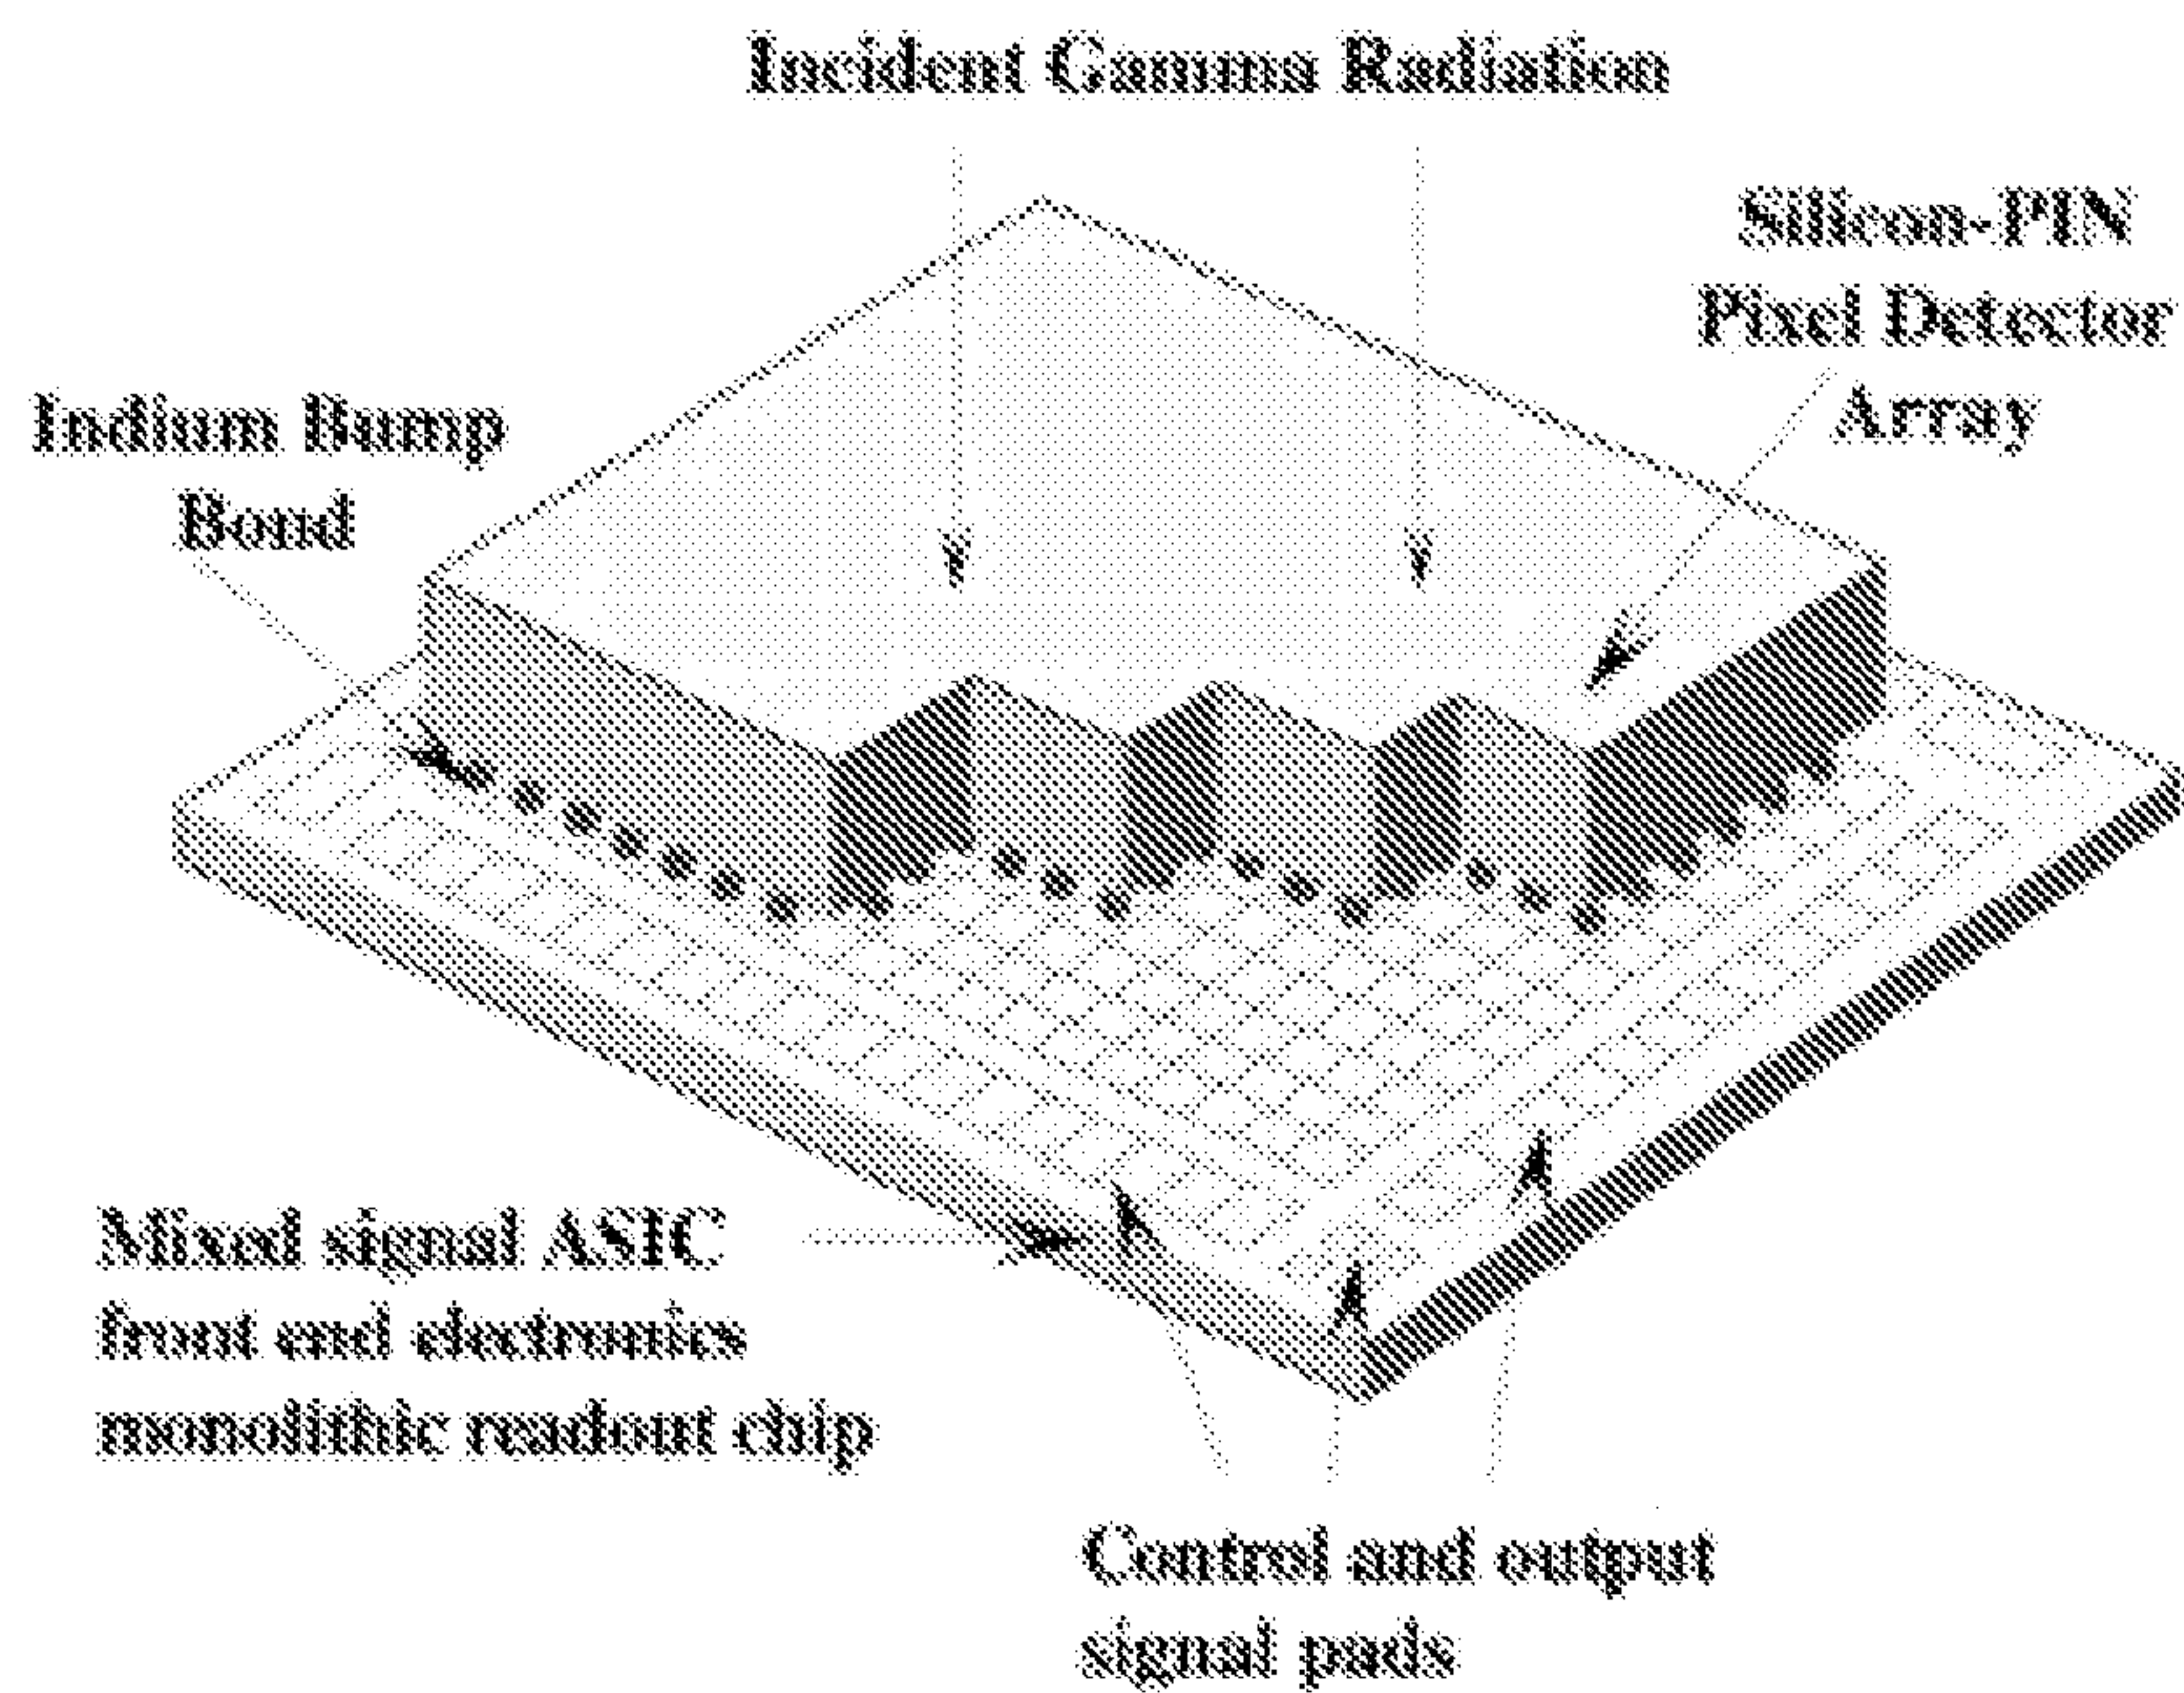 Incident Gamma Radiation
Silicon-PIN
Pixel Detector
Array
Indium Bump
Bond
Mixed signal ASIC
front end electronics
monolithic readout chip
Control and output
signal pads